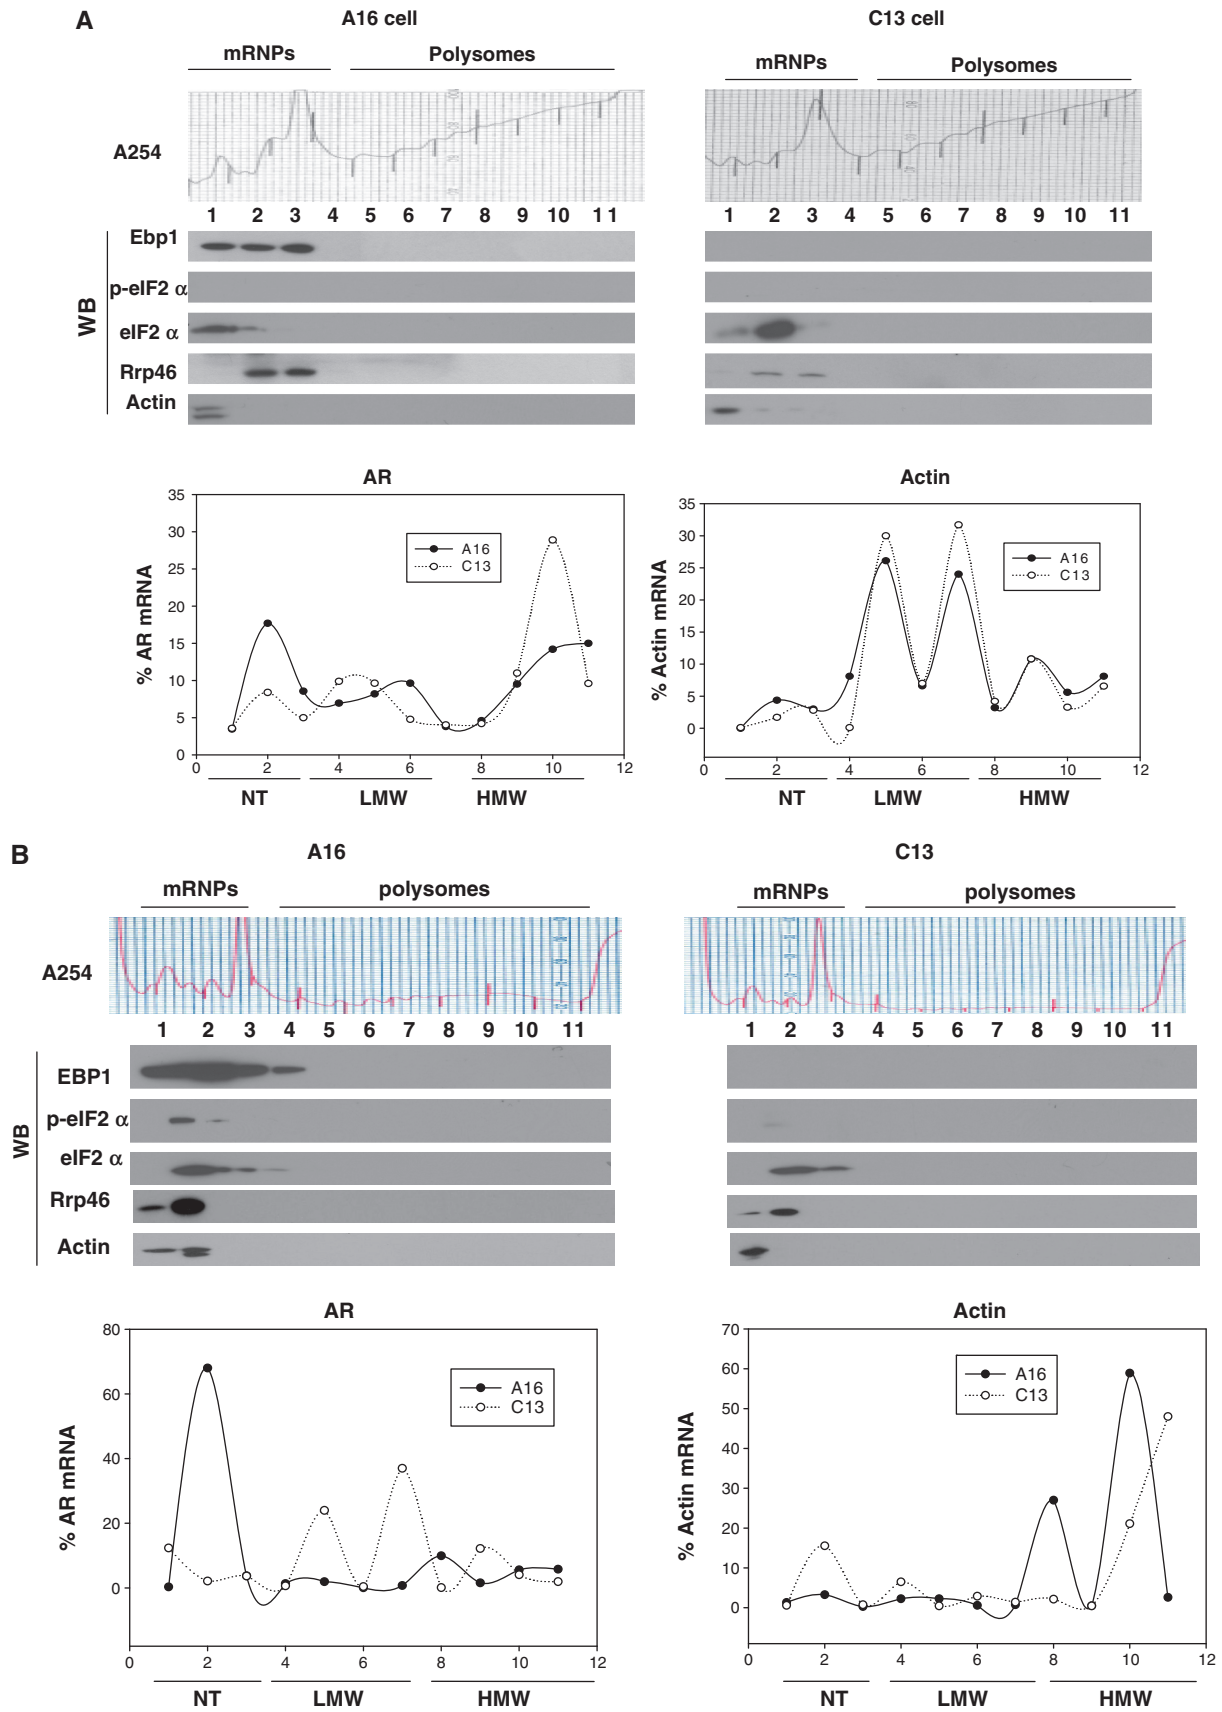 A
A16 cell
C13 cell
mRNPs
Polysomes
mRNPs
Polysomes
A254
1 2 3 4 5 6 7 8 9 10 11
1 2 3 4 5 6 7 8 9 10 11
WB
Ebp1
p-eIF2 α
eIF2 α
Rrp46
Actin
AR
Actin
% AR mRNA
35
30
25
20
15
10
5
0
A16
C13
0 2 4 6 8 10 12
NT LMW HMW
% Actin mRNA
35
30
25
20
15
10
5
0
A16
C13
0 2 4 6 8 10 12
NT LMW HMW
B
A16
C13
mRNPs
polysomes
mRNPs
polysomes
A254
1 2 3 4 5 6 7 8 9 10 11
1 2 3 4 5 6 7 8 9 10 11
WB
EBP1
p-eIF2 α
eIF2 α
Rrp46
Actin
AR
Actin
% AR mRNA
80
60
40
20
0
A16
C13
0 2 4 6 8 10 12
NT LMW HMW
% Actin mRNA
70
60
50
40
30
20
10
0
A16
C13
0 2 4 6 8 10 12
NT LMW HMW